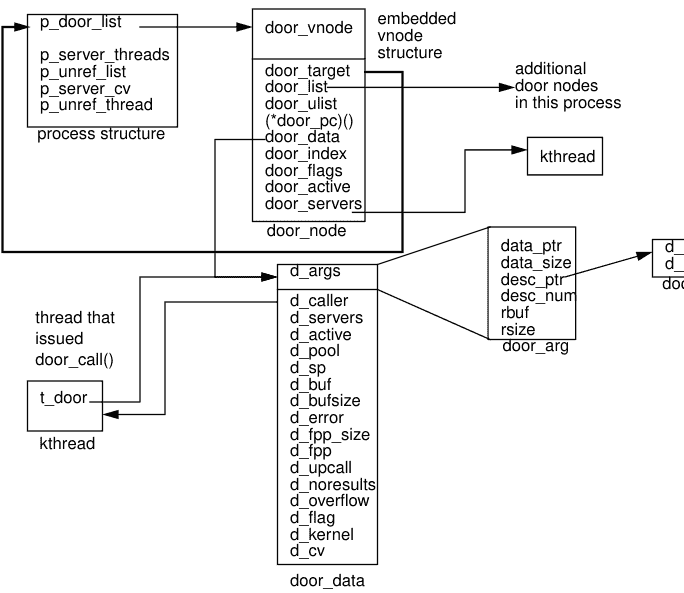 p_door_list
p_server_threads
p_unref_list
p_server_cv
p_unref_thread
process structure
door_vnode
embedded
vnode
structure
door_target
door_list
door_ulist
(*door_pc)()
door_data
door_index
door_flags
door_active
door_servers
door_node
additional
door nodes
in this process
kthread
d_args
d_caller
d_servers
d_active
d_pool
d_sp
d_buf
d_bufsize
d_error
d_fpp_size
d_fpp
d_upcall
d_noresults
d_overflow
d_flag
d_kernel
d_cv
door_data
data_ptr
data_size
desc_ptr
desc_num
rbuf
rsize
door_arg
d_
d_
thread that
issued
door_call()
t_door
kthread